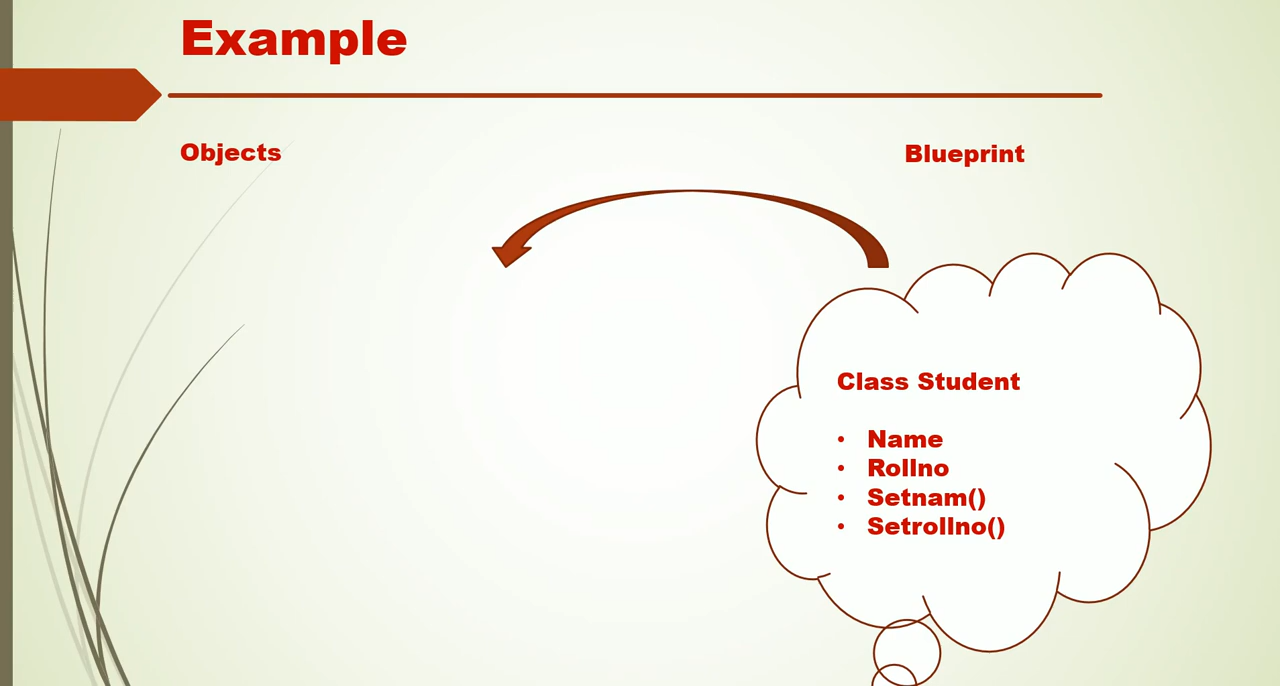 Example
Objects
Blueprint
Class Student
• Name
• Rollno
• Setnam()
• Setrollno()